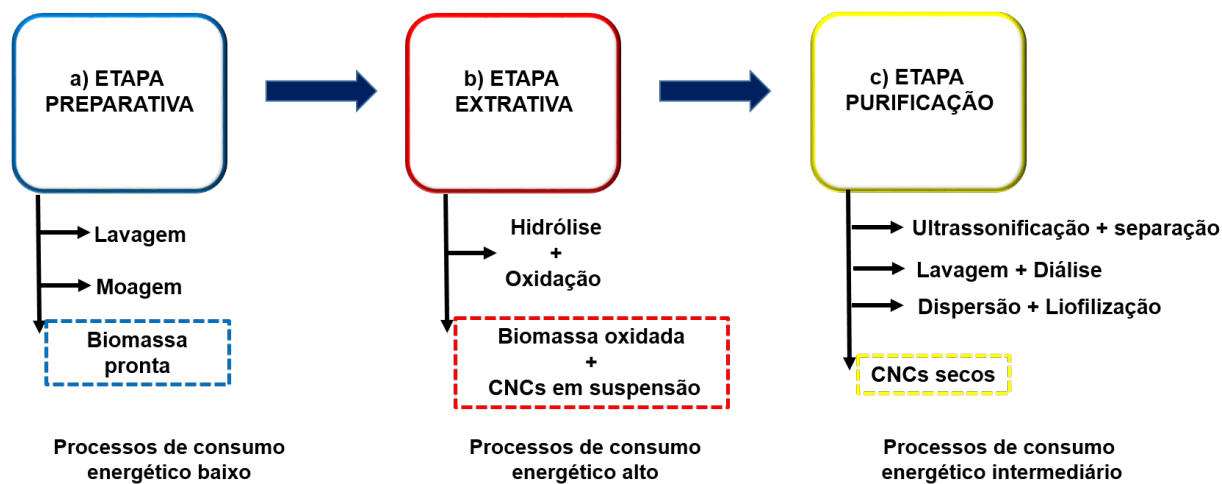 a) ETAPA
PREPARATIVA
Lavagem
Moagem
Biomassa
pronta
Processos de consumo
energético baixo
b) ETAPA
EXTRATIVA
Hidrólise
+
Oxidação
Biomassa oxidada
+
CNCs em suspensão
Processos de consumo
energético alto
c) ETAPA
PURIFICAÇÃO
Ultrassonificação + separação
Lavagem + Diálise
Dispersão + Liofilização
CNCs secos
Processos de consumo
energético intermediário